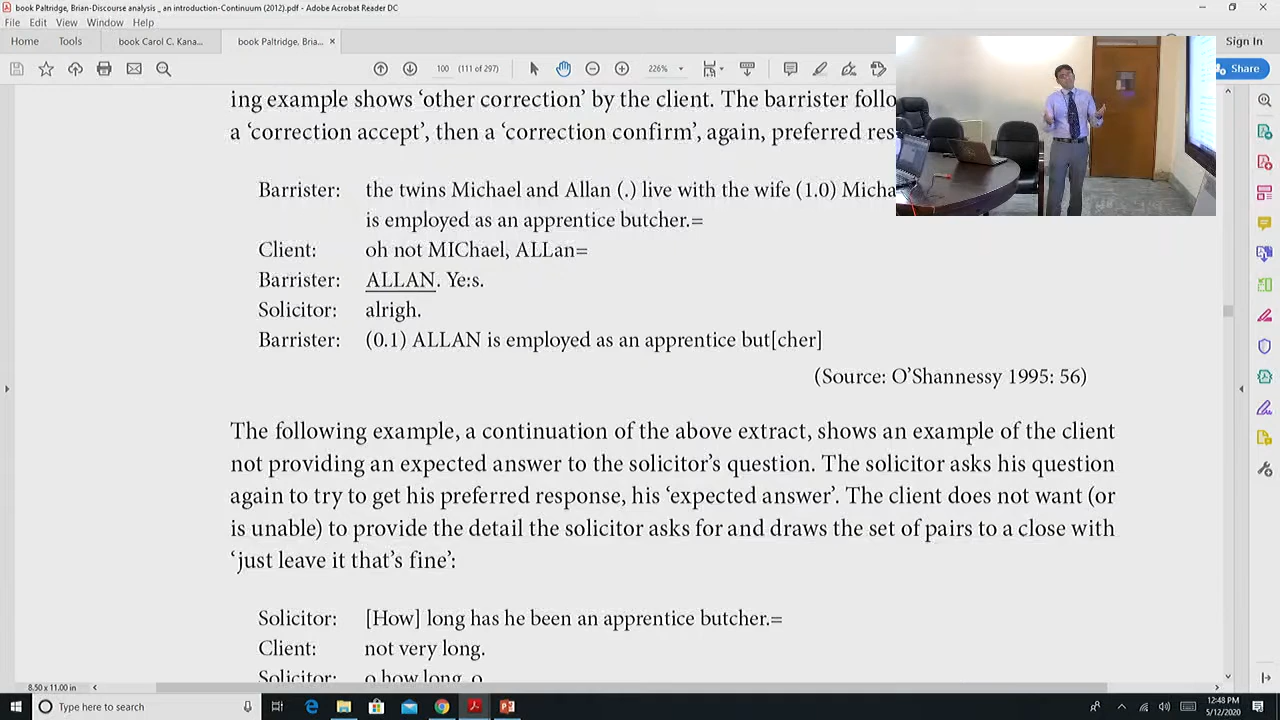 book Paltridge, Brian-Discourse analysis _ an introduction-Continuum (2012).pdf - Adobe Acrobat Reader DC
File Edit View Window Help
Home Tools book Carol C. Kana... book Paltridge, Bria... × Sign In
100 (111 of 297) 226% Share
ing example shows ‘other correction’ by the client. The barrister
a ‘correction accept’, then a ‘correction confirm’, again, preferred
Barrister: the twins Michael and Allan (.) live with the wife (1.0)
is employed as an apprentice butcher.=
Client: oh not MIChael, ALLan=
Barrister: ALLAN. Ye:s.
Solicitor: alrigh.
Barrister: (0.1) ALLAN is employed as an apprentice but[cher]
(Source: O’Shannessy 1995: 56)
The following example, a continuation of the above extract, shows an example of the client
not providing an expected answer to the solicitor’s question. The solicitor asks his question
again to try to get his preferred response, his ‘expected answer’. The client does not want (or
is unable) to provide the detail the solicitor asks for and draws the set of pairs to a close with
‘just leave it that’s fine’:
Solicitor: [How] long has he been an apprentice butcher.=
Client: not very long.
Solicitor: o how long o
8.50 x 11.00 in
Type here to search
12:48 PM
5/12/2020